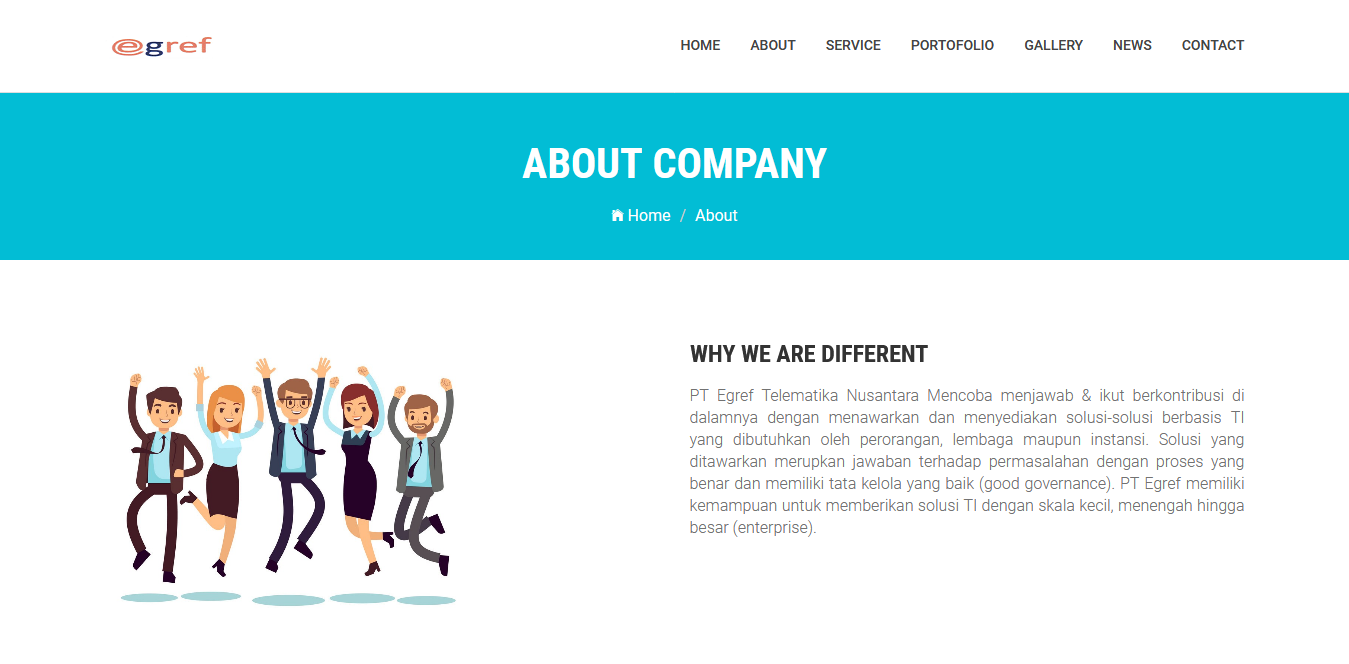 egref
HOME ABOUT SERVICE PORTOFOLIO GALLERY NEWS CONTACT
ABOUT COMPANY
Home / About
WHY WE ARE DIFFERENT
PT Egref Telematika Nusantara Mencoba menjawab & ikut berkontribusi di
dalamnya dengan menawarkan dan menyediakan solusi-solusi berbasis TI
yang dibutuhkan oleh perorangan, lembaga maupun instansi. Solusi yang
ditawarkan merupkan jawaban terhadap permasalahan dengan proses yang
benar dan memiliki tata kelola yang baik (good governance). PT Egref memiliki
kemampuan untuk memberikan solusi TI dengan skala kecil, menengah hingga
besar (enterprise).